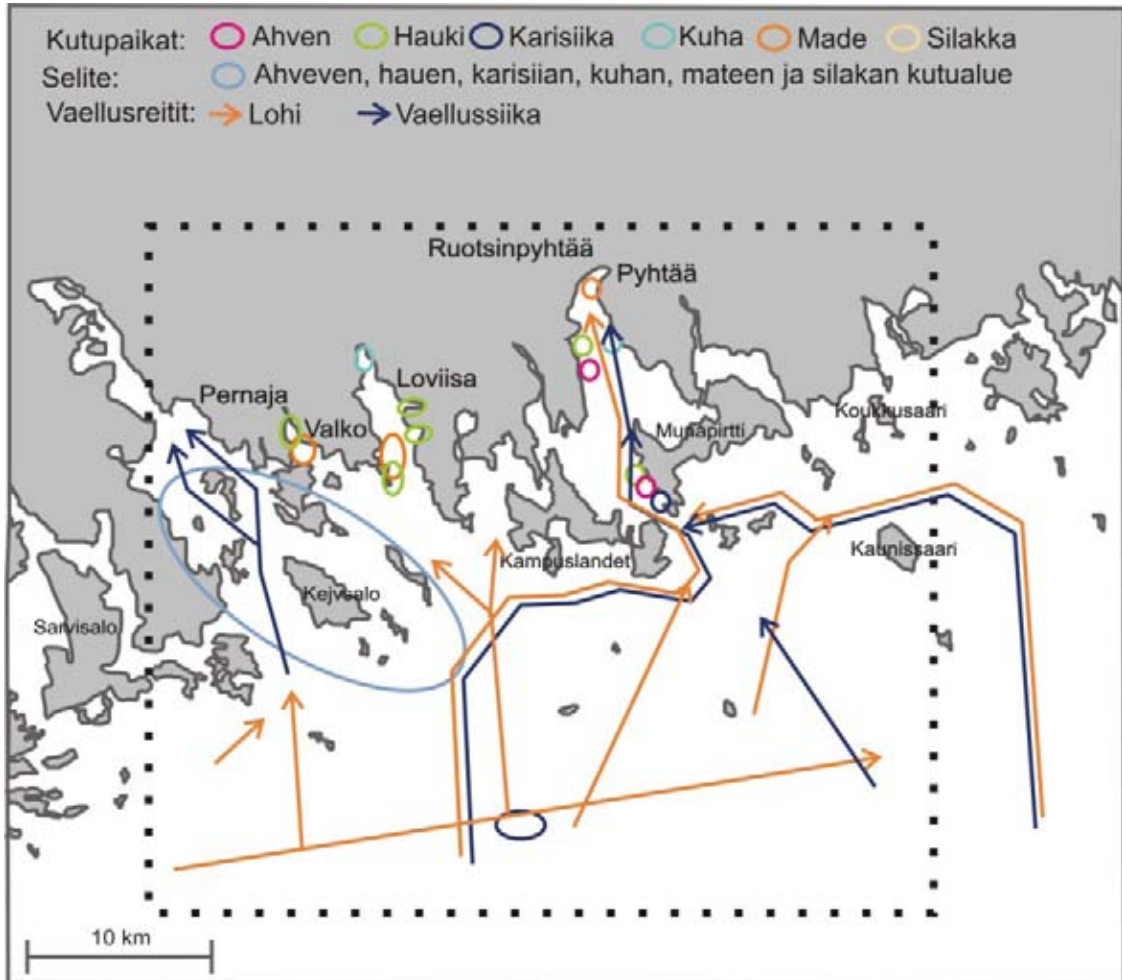 Kutupaikat: Ahven Hauki Karisiika Kuha Made Silakka
Selite: Ahveven, hauen, karisiian, kuhan, mateen ja silakan kutualue
Vaellusreitit: Lohi Vaellussiika
Ruotsinpyhtää
Pyhtää
Loviisa
Pernaja
Valko
Munapirtti
Koukkusaari
Kampuslandet
Kaunissaari
Kejvsalo
Sarvisalo
10 km